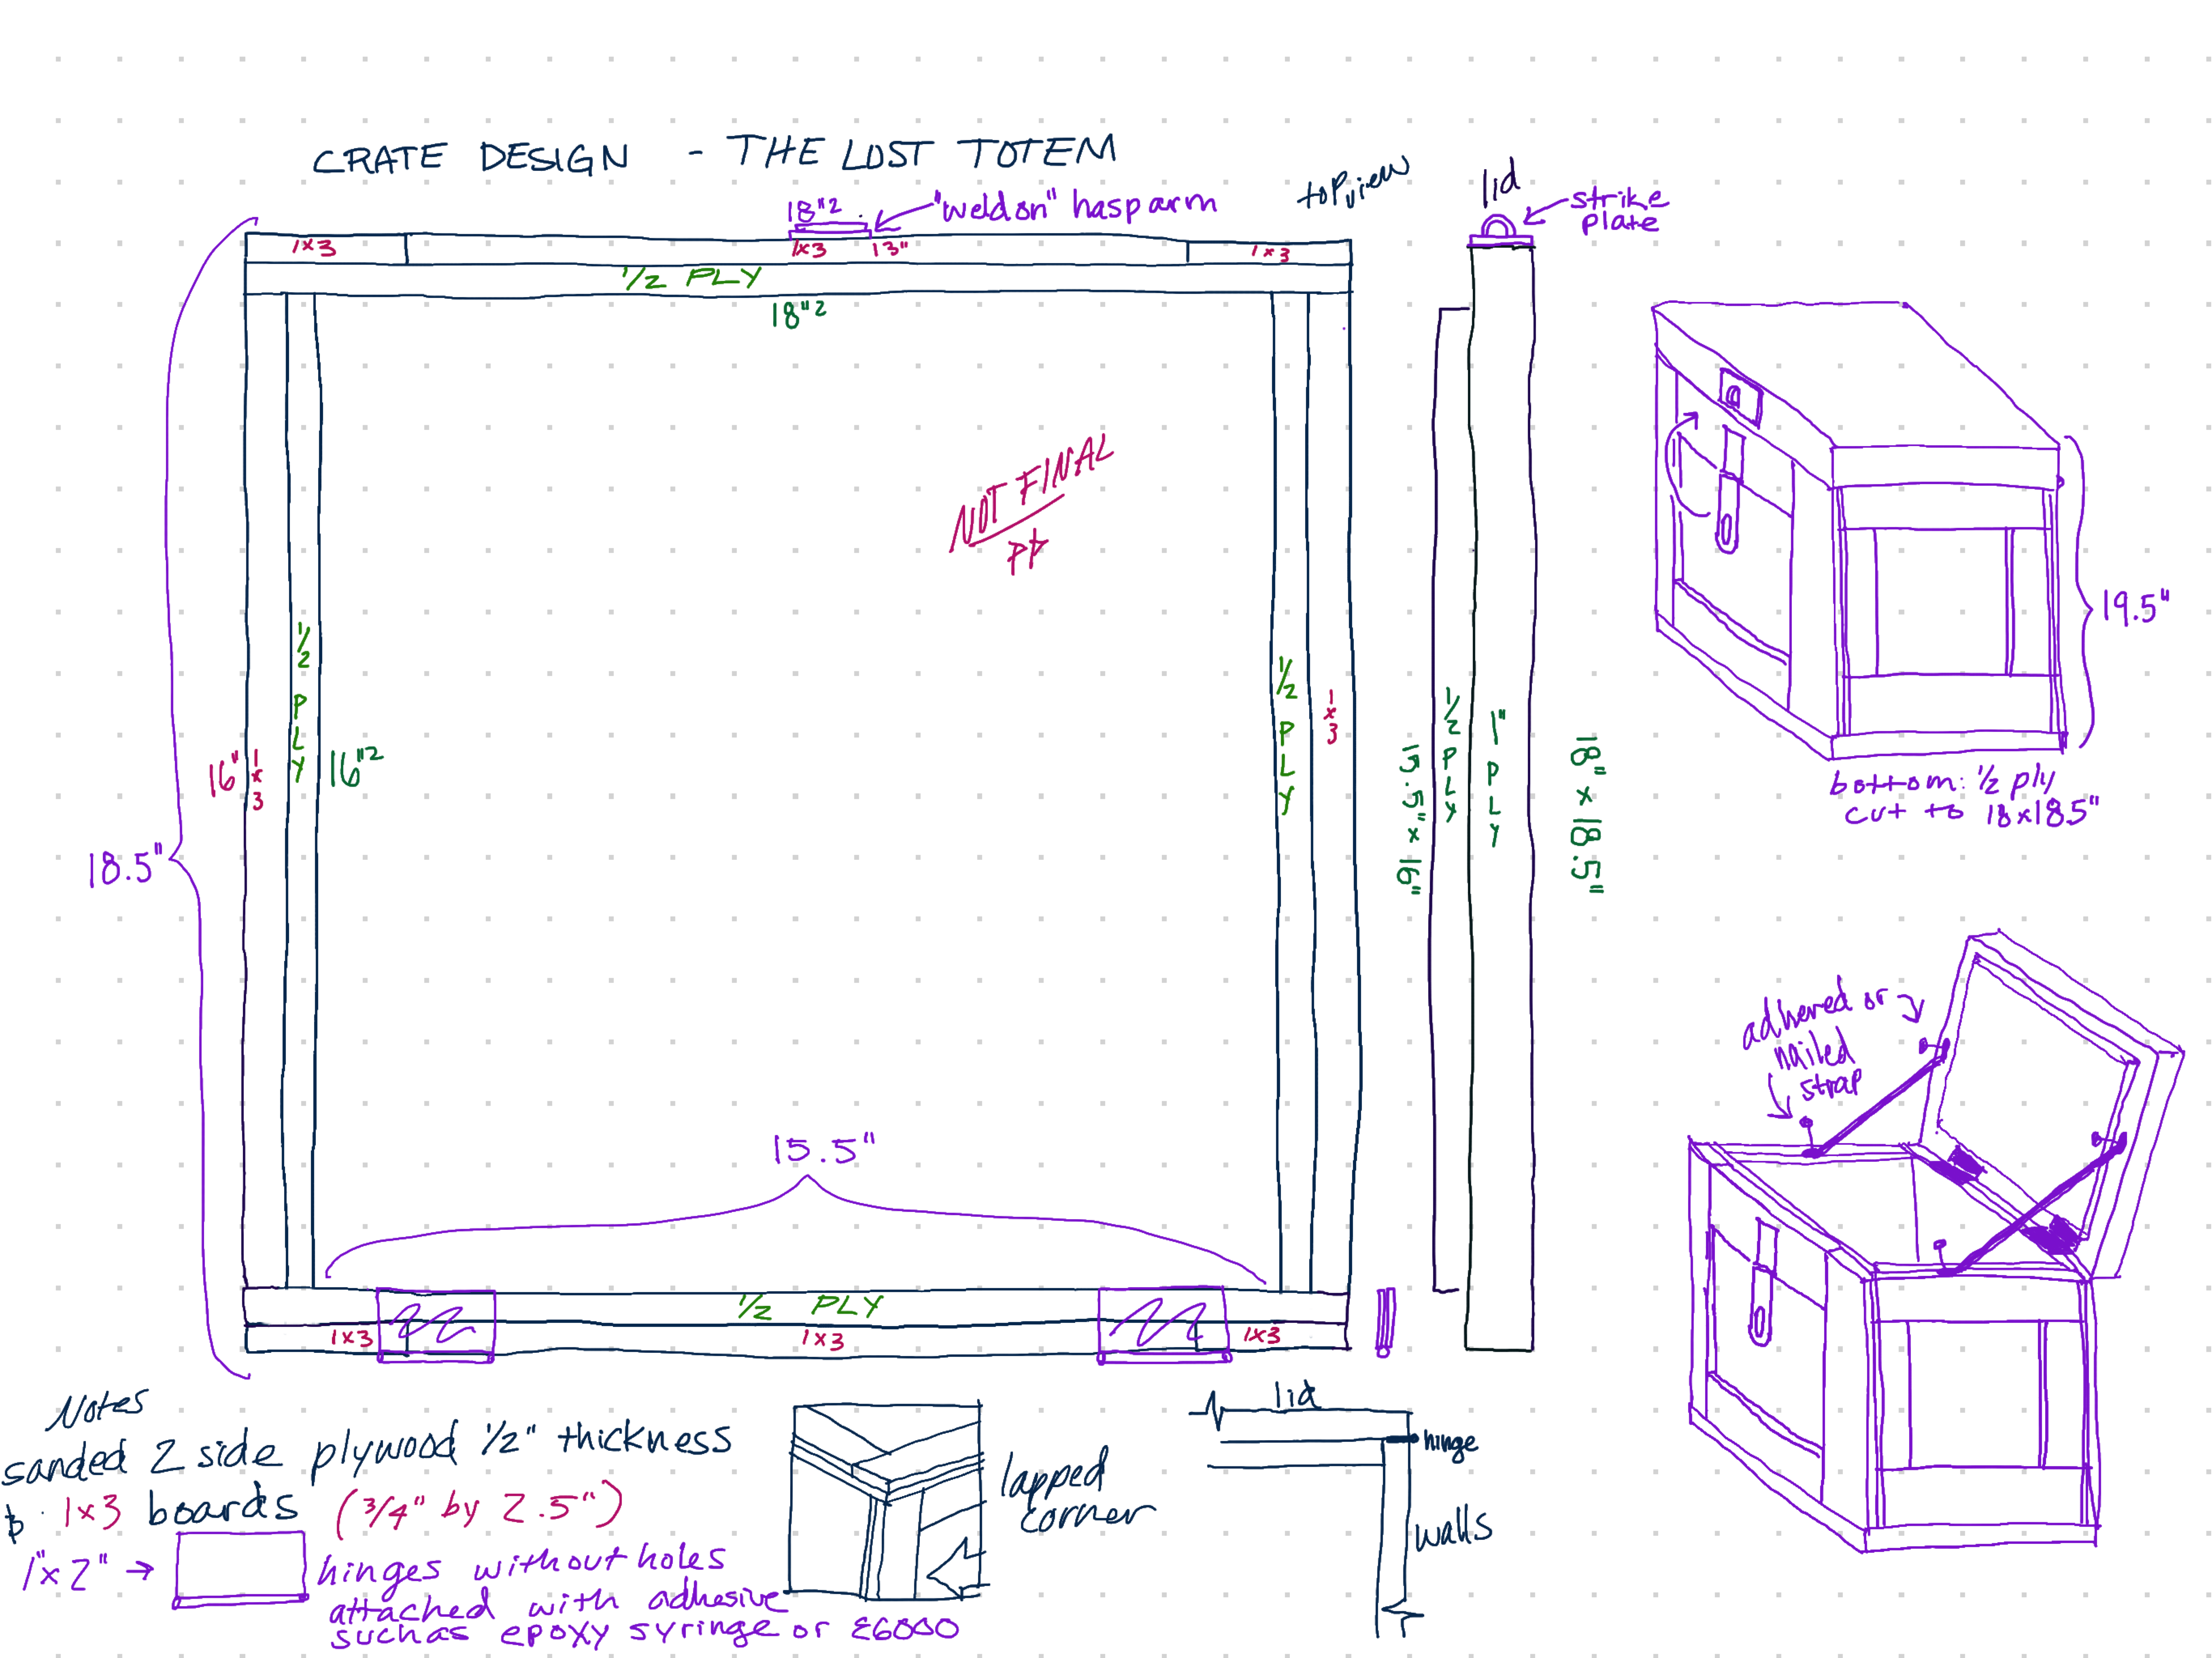 CRATE DESIGN - THE LOST TOTEM
top view
18"2
"weld on" hasp arm
1x3
1x3 13"
1x3
1/2 PLY
18"2
lid
strike
plate
NOT FINAL
1/2 PLY
16" 1x3
16"2
18.5"
1/2 PLY
1x3
15.5" x 16"
1/2 PLY
1" PLY
18" x 18.5"
19.5"
bottom: 1/2 ply
cut to 18x18.5"
15.5"
1/2 PLY
1x3
1x3
1x3
adhered or
nailed
strap
Notes
sanded 2 side plywood 1/2" thickness
1x3 boards (3/4" by 2.5")
1"x2" → hinges without holes
attached with adhesive
such as epoxy syringe or E6000
lapped
corner
lid
hinge
walls